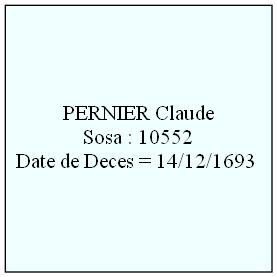 PERNIER Claude
Sosa : 10552
Date de Deces = 14/12/1693